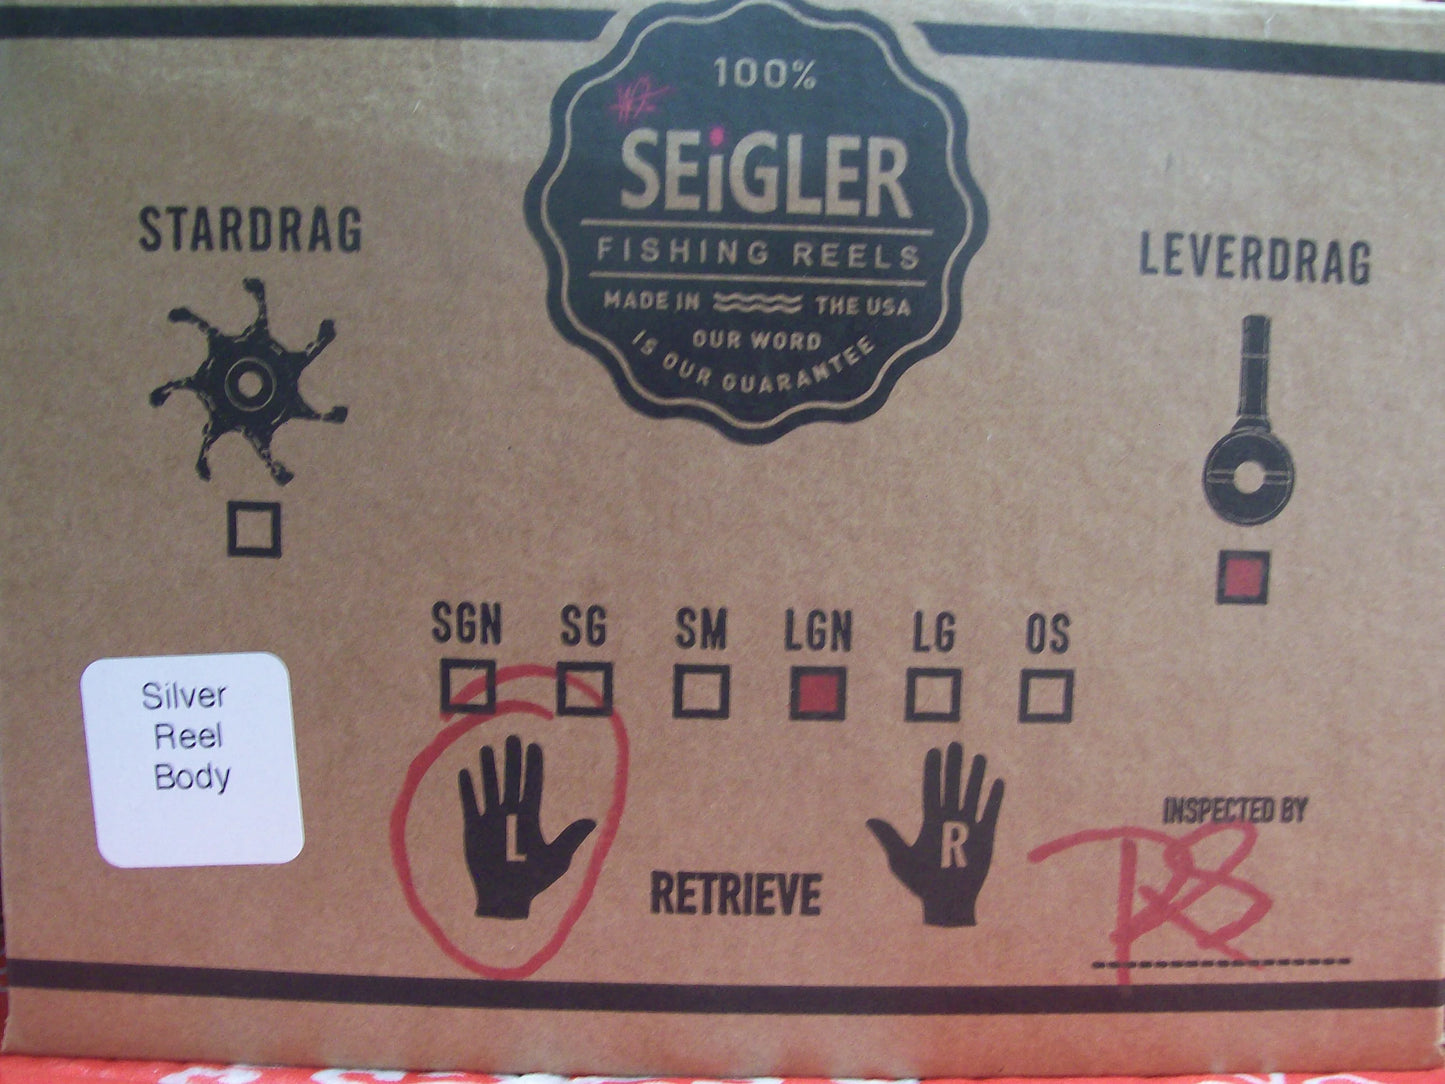 100%
SEiGLER
FISHING REELS
MADE IN THE USA
OUR WORD
IS OUR GUARANTEE
STARDRAG
LEVERDRAG
SGN SG SM LGN LG OS
Silver
Reel
Body
L
R
RETRIEVE
INSPECTED BY